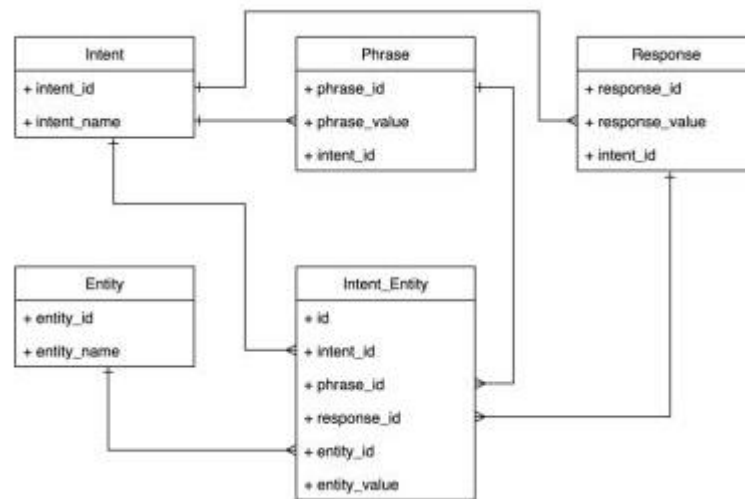 Intent
+ intent_id
+ intent_name
Phrase
+ phrase_id
+ phrase_value
+ intent_id
Response
+ response_id
+ response_value
+ intent_id
Entity
+ entity_id
+ entity_name
Intent_Entity
+ id
+ intent_id
+ phrase_id
+ response_id
+ entity_id
+ entity_value